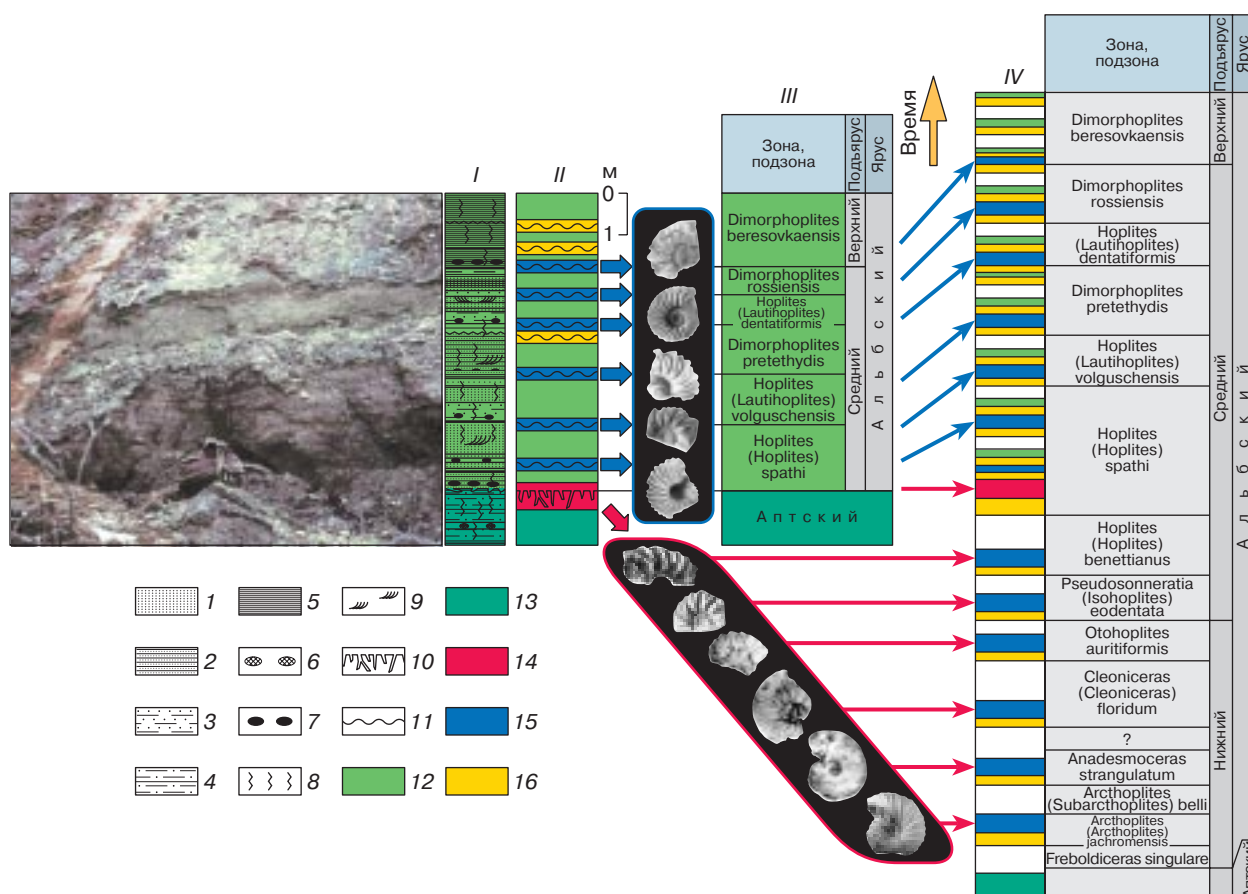 I
II
М
0
1
III
Зона,
подзона
Подъярус
Ярус
Dimorphoplites
beresovkaensis
Dimorphoplites
rossiensis
Hoplites
(Lautihoplites)
dentatiformis
Dimorphoplites
pretethydis
Hoplites
(Lautihoplites)
volguschensis
Hoplites
(Hoplites)
spathi
Верхний
Средний
Альбский
Аптский
Время
IV
Зона,
подзона
Подъярус
Ярус
Dimorphoplites
beresovkaensis
Dimorphoplites
rossiensis
Hoplites
(Lautihoplites)
dentatiformis
Dimorphoplites
pretethydis
Hoplites
(Lautihoplites)
volguschensis
Hoplites
(Hoplites)
spathi
Hoplites
(Hoplites)
benettianus
Pseudosonneratia
(Isohoplites)
eodentata
Otohoplites
auritiformis
Cleoniceras
(Cleoniceras)
floridum
?
Anadesmoceras
strangulatum
Arcthoplites
(Subarcthoplites) belli
Arcthoplites
(Arcthoplites)
jachromensis
Freboldiceras singulare
Верхний
Средний
Нижний
Альбский
1
5
9
13
2
6
10
14
3
7
11
15
4
8
12
16